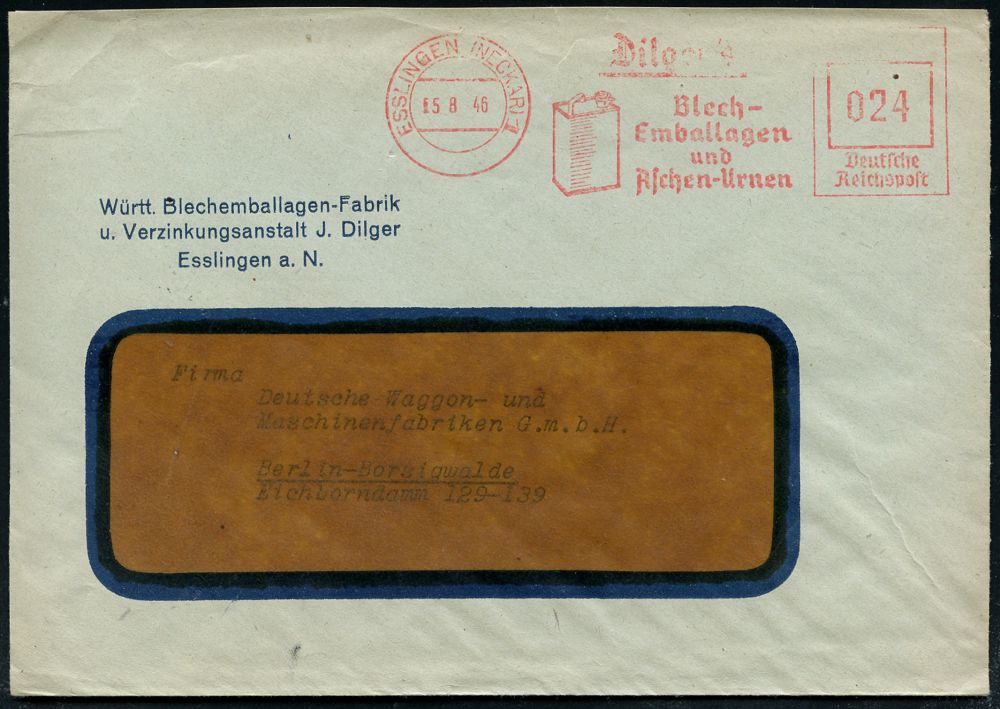 ESSLINGEN (NECKAR) 1
15 8 46
Dilger's
Blech-
Emballagen
und
Aschen-Urnen
024
Deutsche
Reichspost
Württ. Blechemballagen-Fabrik
u. Verzinkungsanstalt J. Dilger
Esslingen a. N.
Firma
Deutsche Waggon- und
Maschinenfabriken G.m.b.H.
Berlin-Borsigwalde
Eichborndamm 129-139